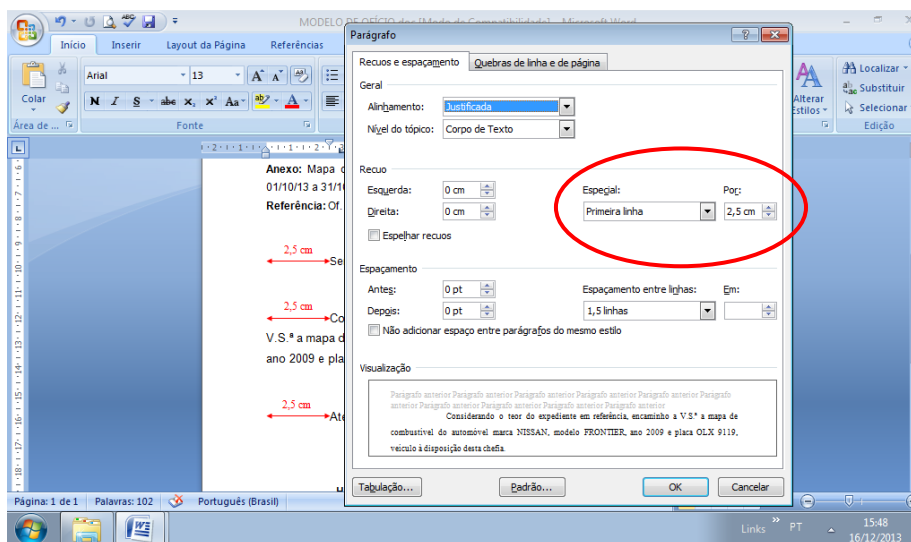 MODELO DE OFÍCIO.doc [Modo de Compatibilidade] - Microsoft Word
Início Inserir Layout da Página Referências
Colar
Área de ...
Arial 13
N I S abe x₂ x² Aa
Fonte
Alterar
Estilos
Localizar
Substituir
Selecionar
Edição
Anexo: Mapa
01/10/13 a
Referência: Of.
2,5 cm
2,5 cm
V.S.ª a mapa
ano 2009 e
2,5 cm
Parágrafo
Recuos e espaçamento Quebras de linha e de página
Geral
Alinhamento: Justificada
Nível do tópico: Corpo de Texto
Recuo
Esquerda: 0 cm
Direita: 0 cm
Espelhar recuos
Especial: Por:
Primeira linha 2,5 cm
Espaçamento
Antes: 0 pt
Depois: 0 pt
Espaçamento entre linhas: Em:
1,5 linhas
Não adicionar espaço entre parágrafos do mesmo estilo
Visualização
Parágrafo anterior Parágrafo anterior Parágrafo anterior Parágrafo anterior Parágrafo anterior Parágrafo
anterior Parágrafo anterior Parágrafo anterior Parágrafo anterior Parágrafo anterior
Considerando o teor do expediente em referência, encaminho a V.S.ª a mapa de
combustível do automóvel marca NISSAN, modelo FRONTIER, ano 2009 e placa OLX 9119,
veículo à disposição desta chefia.
Tabulação... Padrão... OK Cancelar
Página: 1 de 1 Palavras: 102 Português (Brasil)
Links PT 15:48
16/12/2013